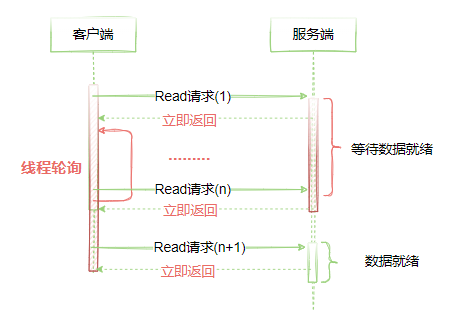 客户端
服务端
Read请求(1)
立即返回
等待数据就绪
线程轮询
.........
Read请求(n)
立即返回
Read请求(n+1)
数据就绪
立即返回